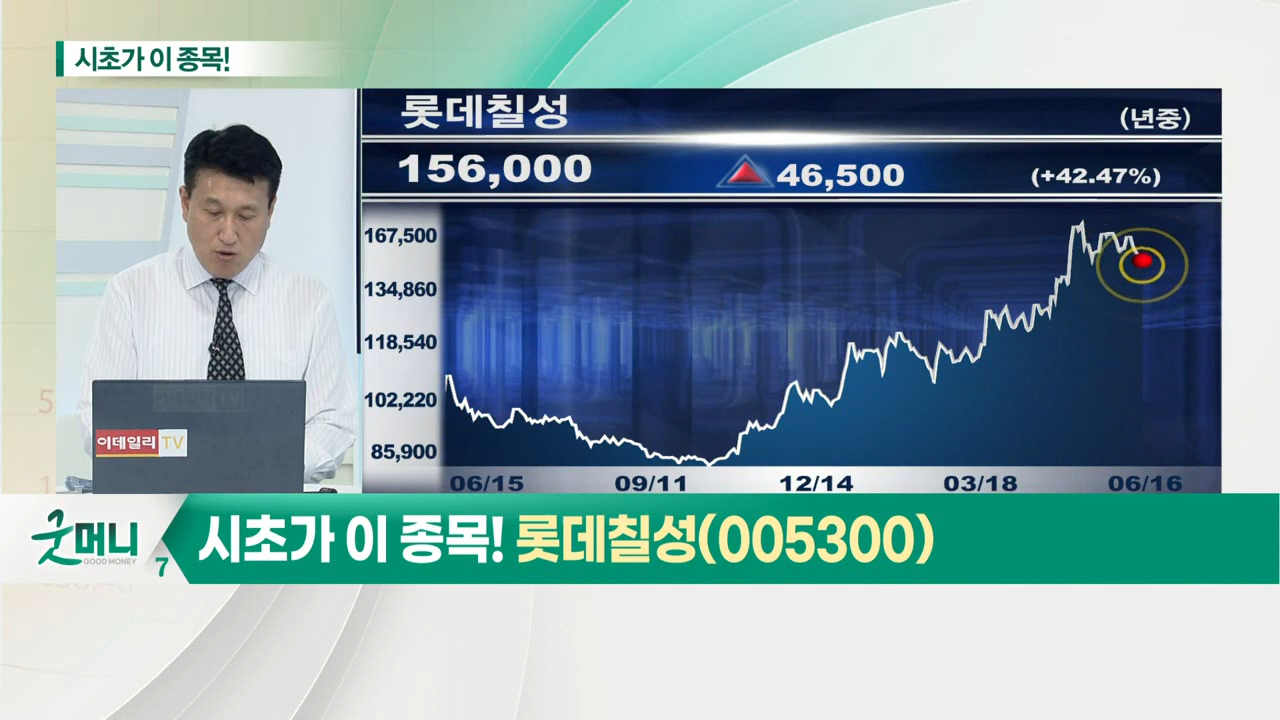 시초가 이 종목!
롯데칠성
(년중)
156,000
46,500
(+42.47%)
167,500
134,860
118,540
102,220
85,900
06/15
09/11
12/14
03/18
06/16
이데일리 TV
굿머니
GOOD MONEY
7
시초가 이 종목! 롯데칠성(005300)
5
1